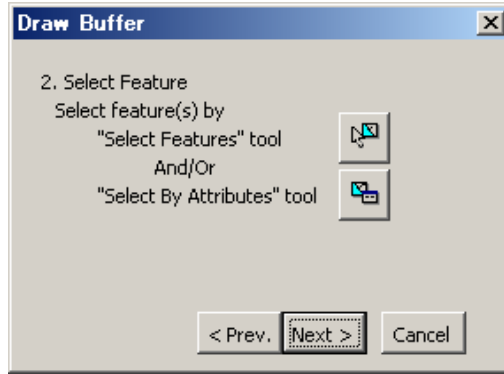 Draw Buffer
2. Select Feature
Select feature(s) by
"Select Features" tool
And/Or
"Select By Attributes" tool
< Prev. Next > Cancel